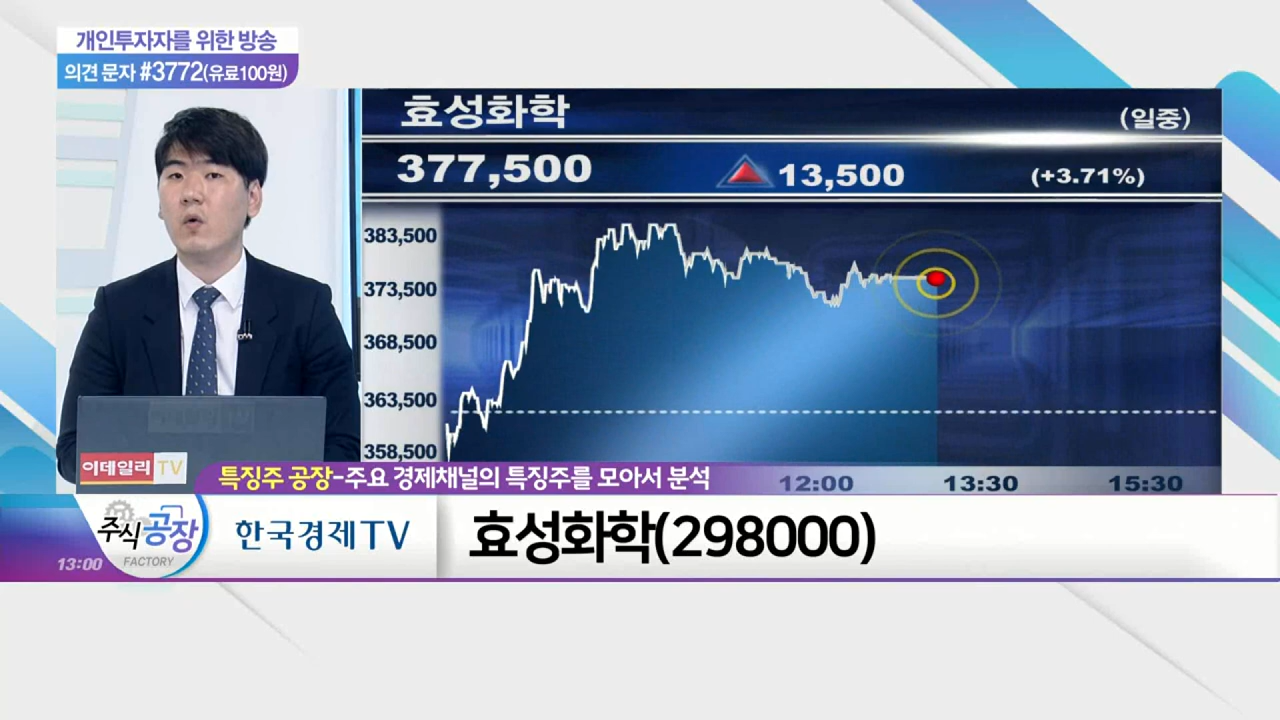 개인투자자를 위한 방송
의견 문자 #3772(유료100원)
효성화학
(일중)
377,500
13,500
(+3.71%)
383,500
373,500
368,500
363,500
358,500
이데일리 TV
특징주 공장-주요 경제채널의 특징주를 모아서 분석
12:00
13:30
15:30
주식공장
FACTORY
13:00
한국경제TV
효성화학(298000)